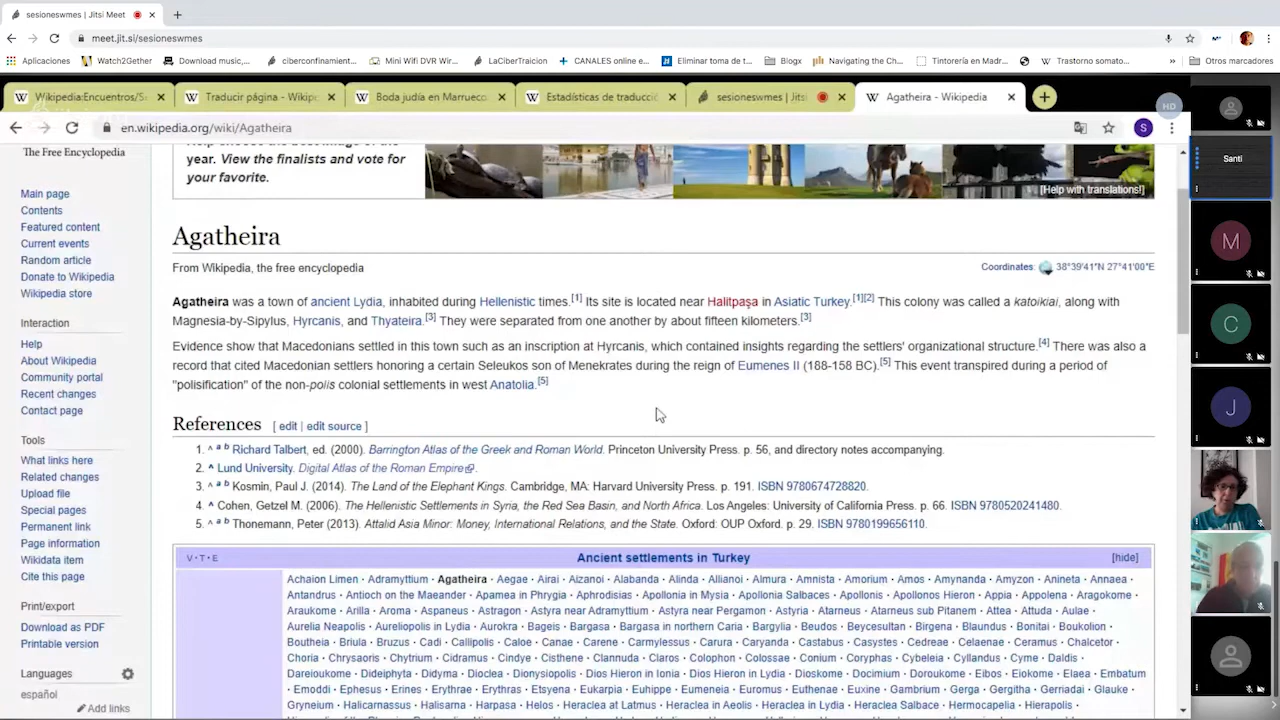 sesioneswmes | Jitsi Meet
meet.jit.si/sesioneswmes
Aplicaciones Watch2Gether Download music,... ciberconfinamient... Mini Wifi DVR Wir... LaCiberTraicion CANALES online e... Eliminar toma de t... Blogx Navigating the Ch... Tintorería en Madr... Trastorno somato... » Otros marcadores
Wikipedia:Encuentros/S Traducir página - Wikip Boda judía en Marrueco Estadísticas de traducci sesioneswmes | Jits Agatheira - Wikipedia
HD
en.wikipedia.org/wiki/Agatheira
S
The Free Encyclopedia
year. View the finalists and vote for
your favorite.
[Help with translations!]
Main page
Contents
Featured content
Current events
Random article
Donate to Wikipedia
Wikipedia store
Interaction
Help
About Wikipedia
Community portal
Recent changes
Contact page
Tools
What links here
Related changes
Upload file
Special pages
Permanent link
Page information
Wikidata item
Cite this page
Print/export
Download as PDF
Printable version
Languages
español
Add links
Agatheira
From Wikipedia, the free encyclopedia
Coordinates: 38°39′41″N 27°41′00″E
Agatheira was a town of ancient Lydia, inhabited during Hellenistic times.[1] Its site is located near Halitpaşa in Asiatic Turkey.[1][2] This colony was called a katoikiai, along with
Magnesia-by-Sipylus, Hyrcanis, and Thyateira.[3] They were separated from one another by about fifteen kilometers.[3]
Evidence show that Macedonians settled in this town such as an inscription at Hyrcanis, which contained insights regarding the settlers' organizational structure.[4] There was also a
record that cited Macedonian settlers honoring a certain Seleukos son of Menekrates during the reign of Eumenes II (188-158 BC).[5] This event transpired during a period of
"polisification" of the non-poiis colonial settlements in west Anatolia.[5]
References [ edit | edit source ]
1. ^ a b Richard Talbert, ed. (2000). Barrington Atlas of the Greek and Roman World. Princeton University Press. p. 56, and directory notes accompanying.
2. ^ Lund University. Digital Atlas of the Roman Empire.
3. ^ a b Kosmin, Paul J. (2014). The Land of the Elephant Kings. Cambridge, MA: Harvard University Press. p. 191. ISBN 9780674728820.
4. ^ Cohen, Getzel M. (2006). The Hellenistic Settlements in Syria, the Red Sea Basin, and North Africa. Los Angeles: University of California Press. p. 66. ISBN 9780520241480.
5. ^ a b Thonemann, Peter (2013). Attalid Asia Minor: Money, International Relations, and the State. Oxford: OUP Oxford. p. 29. ISBN 9780199656110.
V · T · E Ancient settlements in Turkey [hide]
Achaion Limen · Adramyttium · Agatheira · Aegae · Airai · Aizanoi · Alabanda · Alinda · Allianoi · Almura · Amnista · Amorium · Amos · Amynanda · Amyzon · Anineta · Annaea ·
Antandrus · Antioch on the Maeander · Apamea in Phrygia · Aphrodisias · Apollonia in Mysia · Apollonia Salbaces · Apollonis · Apollonos Hieron · Appia · Appolena · Aragokome ·
Araukome · Arilla · Aroma · Aspaneus · Astragon · Astyra near Adramyttium · Astyra near Pergamon · Astyria · Atarneus · Atarneus sub Pitanem · Attea · Attuda · Aulae ·
Aurelia Neapolis · Aureliopolis in Lydia · Aurokra · Bageis · Bargasa · Bargasa in northern Caria · Bargylia · Beudos · Beycesultan · Birgena · Blaundus · Bonitai · Boukolion ·
Boutheia · Briula · Bruzus · Cadi · Callipolis · Caloe · Canae · Carene · Carmylessus · Carura · Caryanda · Castabus · Casystes · Cedreae · Celaenae · Ceramus · Chalcetor ·
Choria · Chrysaoris · Chytrium · Cidramus · Cindye · Cisthene · Clannuda · Claros · Colophon · Colossae · Conium · Coryphas · Cybeleia · Cyllandus · Cyme · Daldis ·
Dareioukome · Dideiphyta · Didyma · Dioclea · Dionysiopolis · Dios Hieron in Ionia · Dios Hieron in Lydia · Dioskome · Docimium · Doroukome · Eibos · Eiokome · Elaea · Embatum
· Emoddi · Ephesus · Erines · Erythrae · Erythras · Etsyena · Eukarpia · Euhippe · Eumeneia · Euromus · Euthenae · Euxine · Gambrium · Gerga · Gergitha · Gerriadai · Glauke ·
Gryneium · Halicarnassus · Halisarna · Harpasa · Helos · Heraclea at Latmus · Heraclea in Aeolis · Heraclea in Lydia · Heraclea Salbace · Hermocapelia · Hierapolis ·
Santi
M
C
J